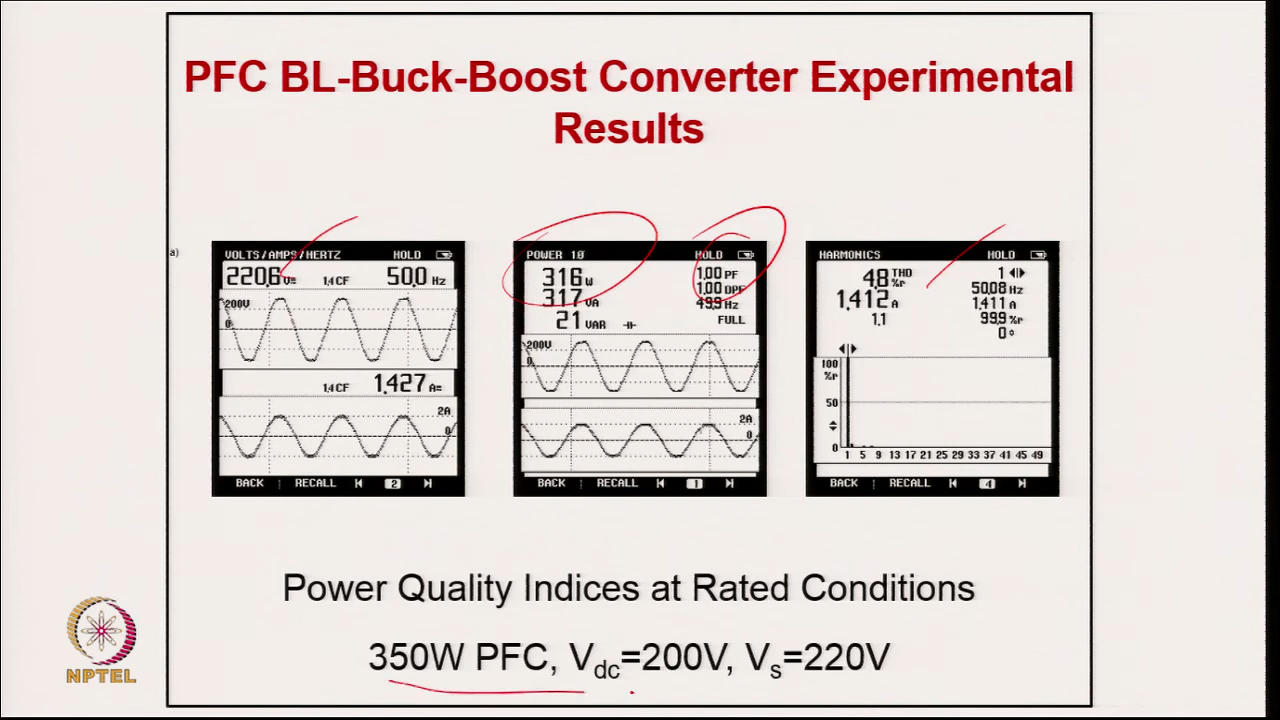 PFC BL-Buck-Boost Converter Experimental
Results
a)
VOLTS/AMPS/HERTZ HOLD
220.6 V 1.4 CF 50.0 Hz
200V
0
1.4 CF 1.427 A
2A
0
BACK RECALL 2
POWER 1Ø HOLD
316 W 1.00 PF
317 VA 1.00 DPF
21 VAR 49.9 Hz
FULL
200V
0
2A
0
BACK RECALL 1
HARMONICS HOLD
4.8 THD %r 1
1.412 A 50.08 Hz
1.1 1.411 A
99.9 %r
0°
100
%r
50
0
1 5 9 13 17 21 25 29 33 37 41 45 49
BACK RECALL 4
Power Quality Indices at Rated Conditions
350W PFC, Vdc=200V, Vs=220V
NPTEL